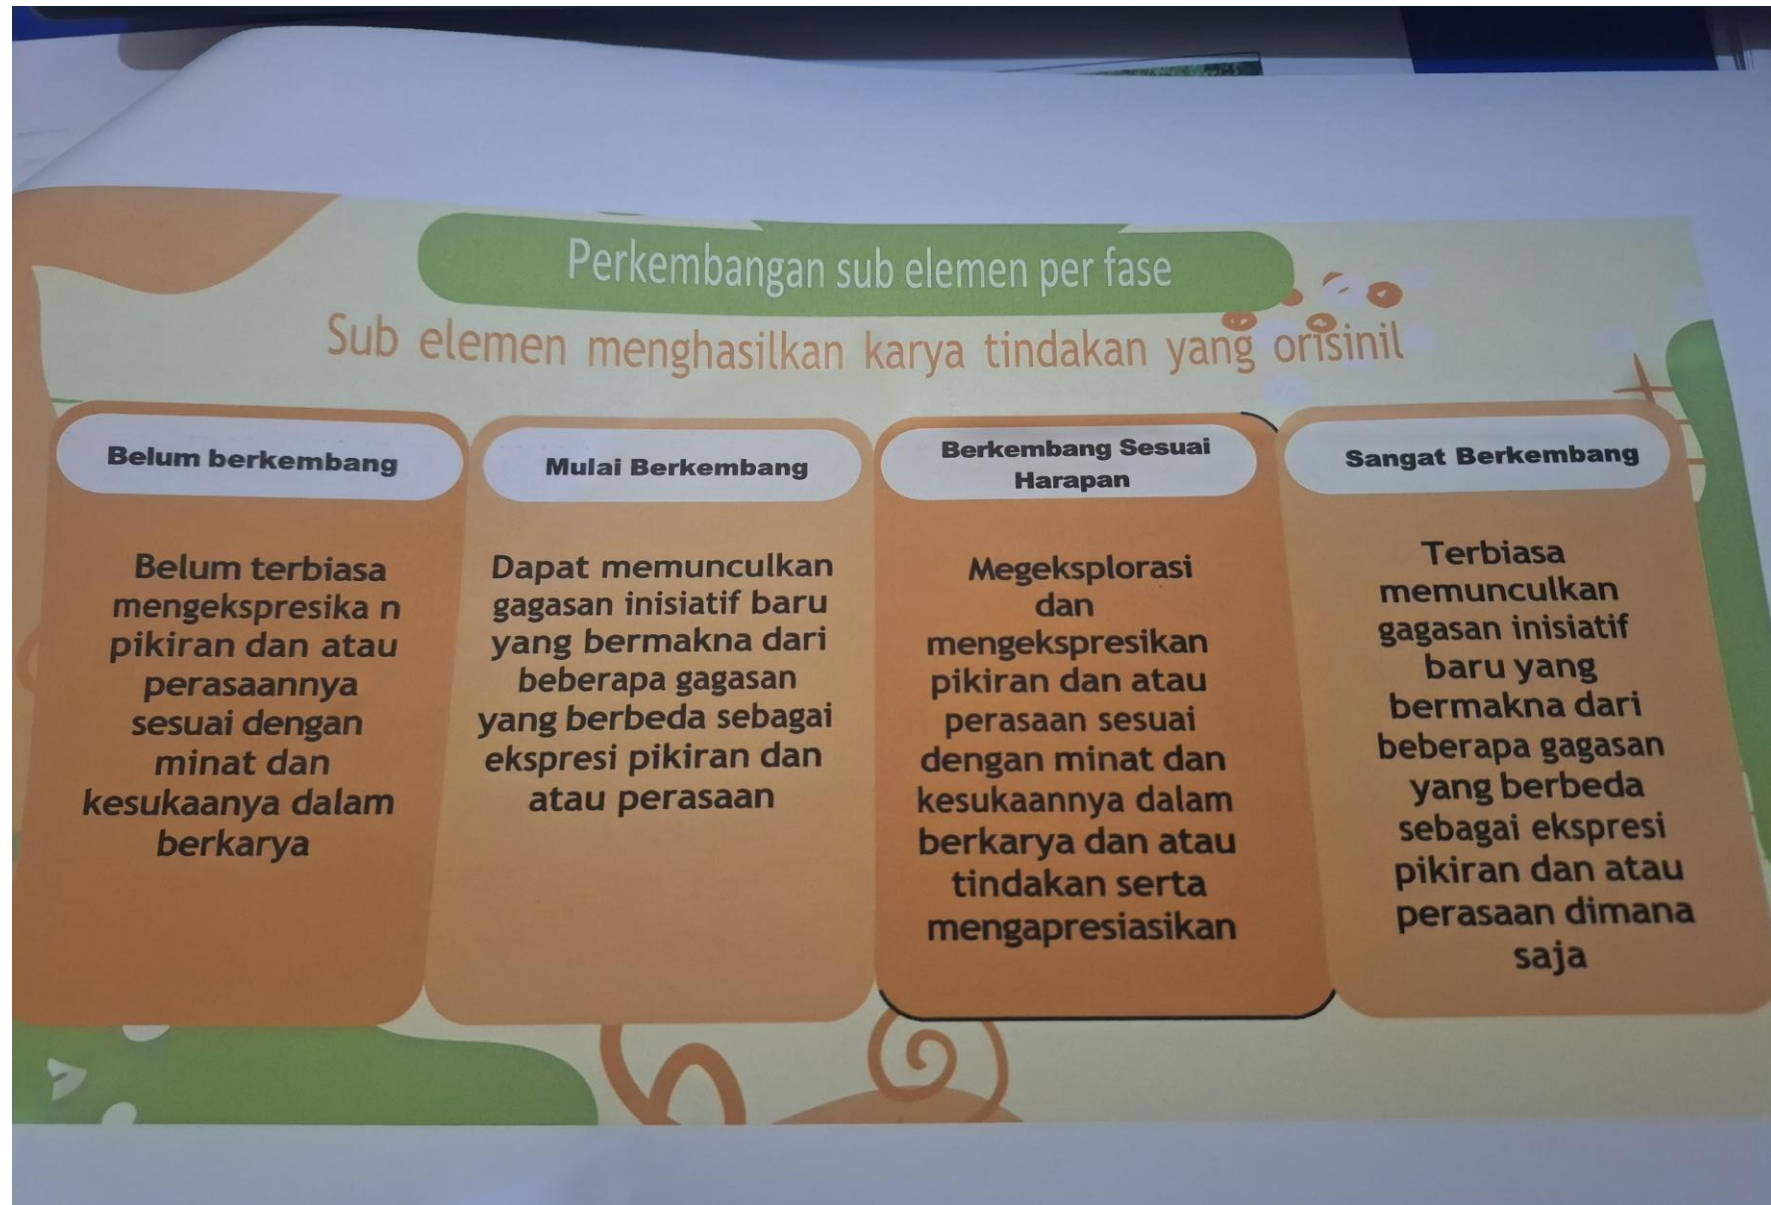 Perkembangan sub elemen per fase
Sub elemen menghasilkan karya tindakan yang orisinil
Belum berkembang
Belum terbiasa
mengekspresika n
pikiran dan atau
perasaannya
sesuai dengan
minat dan
kesukaanya dalam
berkarya
Mulai Berkembang
Dapat memunculkan
gagasan inisiatif baru
yang bermakna dari
beberapa gagasan
yang berbeda sebagai
ekspresi pikiran dan
atau perasaan
Berkembang Sesuai
Harapan
Megeksplorasi
dan
mengekspresikan
pikiran dan atau
perasaan sesuai
dengan minat dan
kesukaannya dalam
berkarya dan atau
tindakan serta
mengapresiasikan
Sangat Berkembang
Terbiasa
memunculkan
gagasan inisiatif
baru yang
bermakna dari
beberapa gagasan
yang berbeda
sebagai ekspresi
pikiran dan atau
perasaan dimana
saja